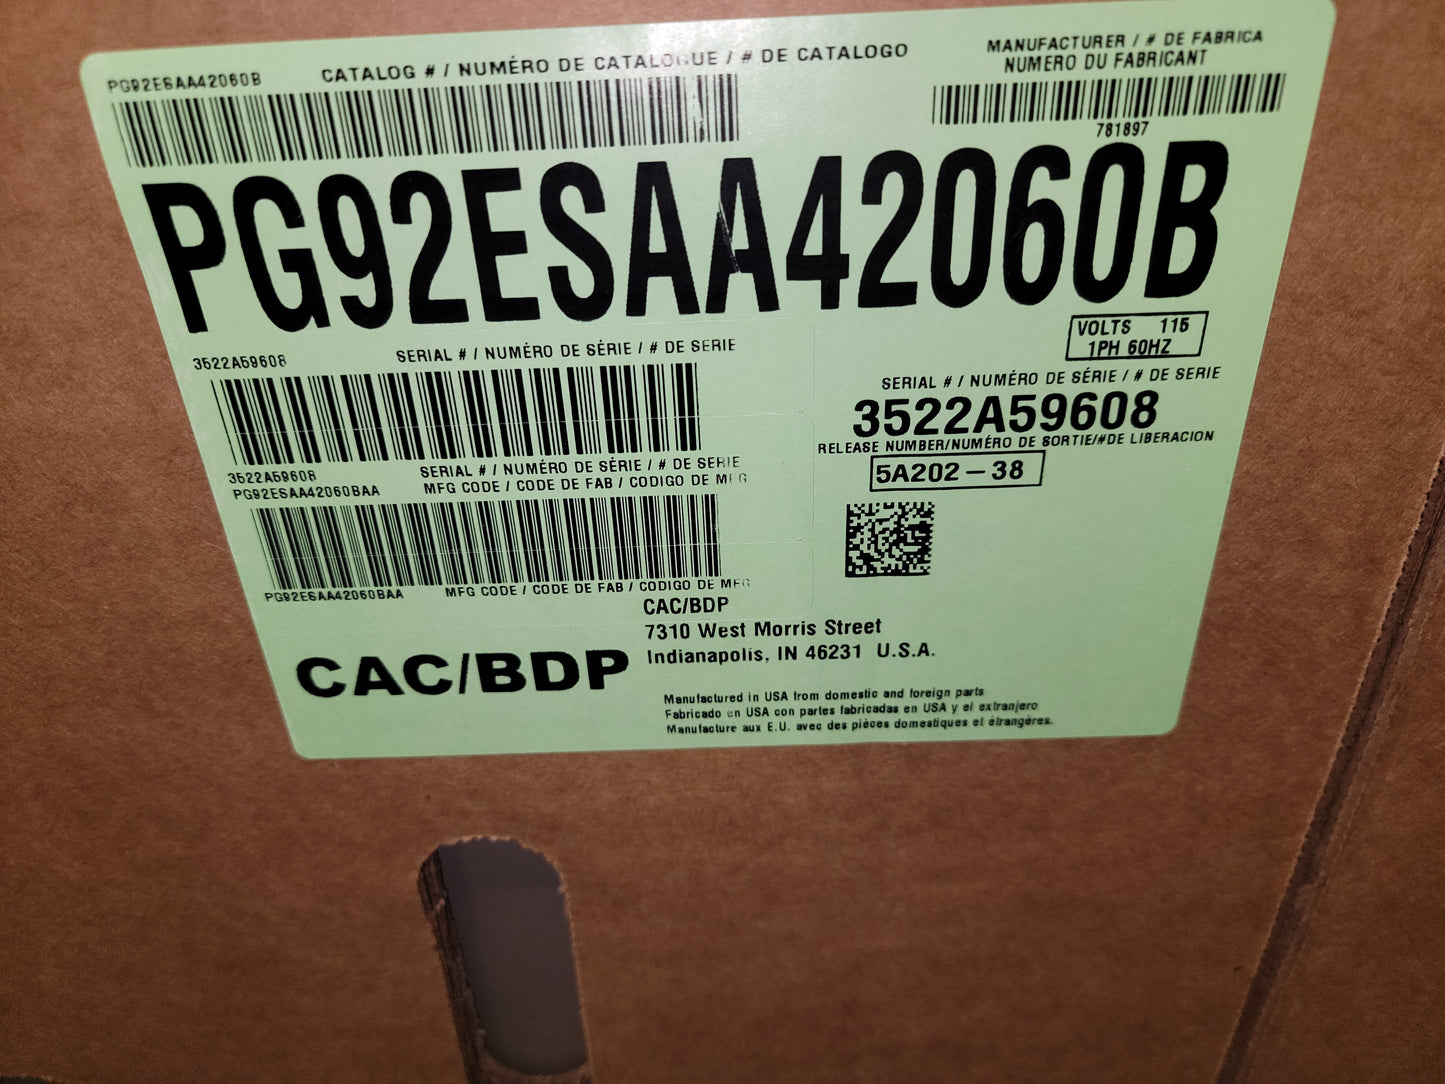 PG92ESAA42060B CATALOG # / NUMÉRO DE CATALOGUE / # DE CATALOGO
MANUFACTURER / # DE FABRICA
NUMERO DU FABRICANT
781897
PG92ESAA42060B
VOLTS 115
1PH 60HZ
3522A59608 SERIAL # / NUMÉRO DE SÉRIE / # DE SERIE
SERIAL # / NUMÉRO DE SÉRIE / # DE SERIE
3522A59608
RELEASE NUMBER/NUMÉRO DE SORTIE/#DE LIBERACION
5A202-38
3522A59608 SERIAL # / NUMÉRO DE SÉRIE / # DE SERIE
PG92ESAA42060BAA MFG CODE / CODE DE FAB / CODIGO DE MFG
PG92ESAA42060BAA MFG CODE / CODE DE FAB / CODIGO DE MFG
CAC/BDP
CAC/BDP
7310 West Morris Street
Indianapolis, IN 46231 U.S.A.
Manufactured in USA from domestic and foreign parts
Fabricado en USA con partes fabricadas en USA y el extranjero
Manufacture aux E.U. avec des pièces domestiques et étrangères.